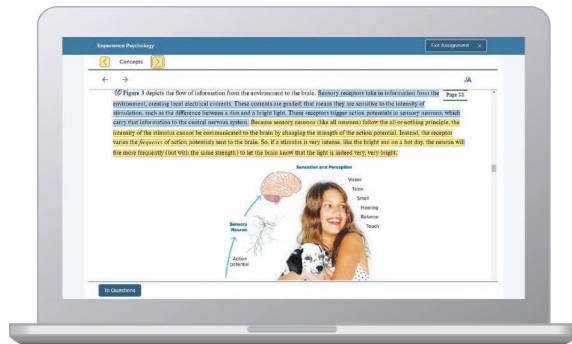 Experience Psychology
Exit Assignment ×
Concepts
AA
Figure 3 depicts the flow of information from the environment to the brain. Sensory receptors take in information from the
Page 35
environment, creating local electrical currents. These currents are graded; that means they are sensitive to the intensity of
stimulation, such as the difference between a dim and a bright light. These receptors trigger action potentials in sensory neurons, which
carry that information to the central nervous system. Because sensory neurons (like all neurons) follow the all-or-nothing principle, the
intensity of the stimulus cannot be communicated to the brain by changing the strength of the action potential. Instead, the receptor
varies the frequency of action potentials sent to the brain. So, if a stimulus is very intense, like the bright sun on a hot day, the neuron will
fire more frequently (but with the same strength) to let the brain know that the light is indeed very, very bright.
Sensation and Perception
Vision
Taste
Smell
Hearing
Balance
Touch
Sensory
Neuron
Action
potential
To Questions